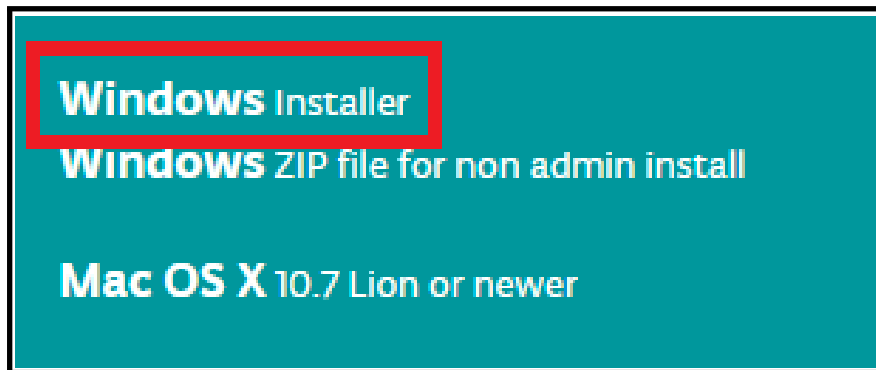 Windows Installer
Windows ZIP file for non admin install
Mac OS X 10.7 Lion or newer